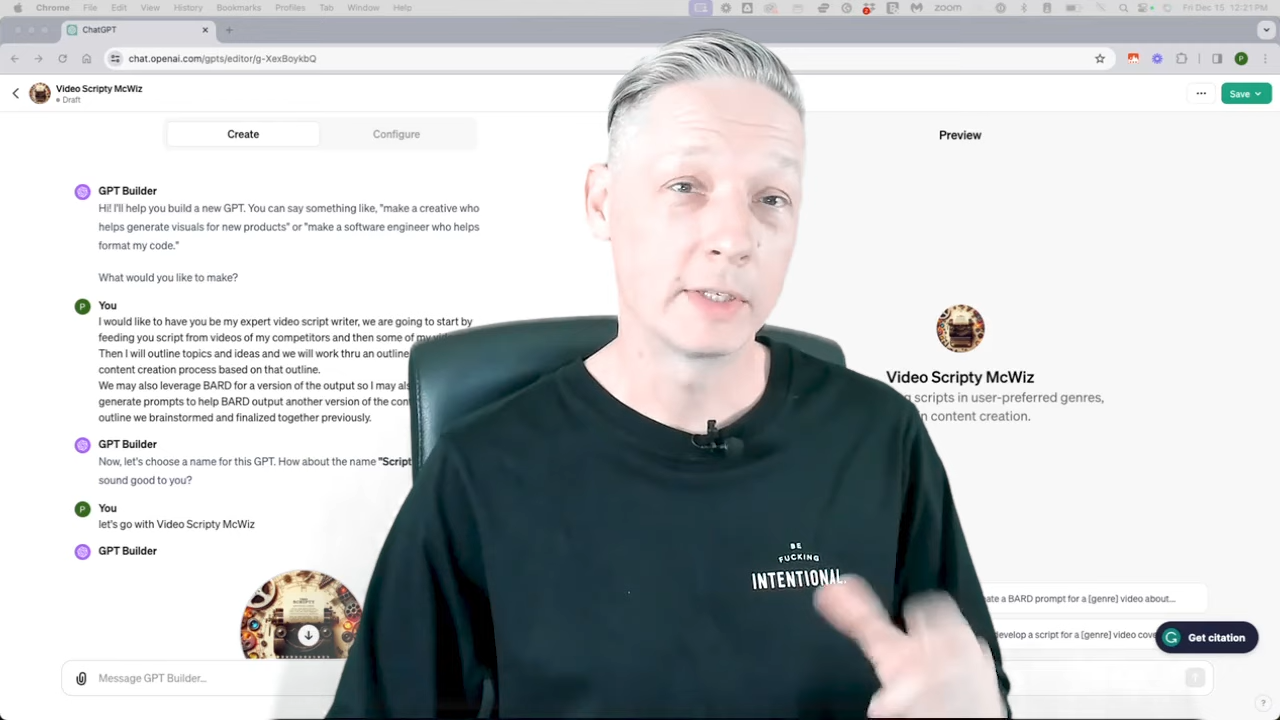 Chrome File Edit View History Bookmarks Profiles Tab Window Help zoom Fri Dec 15 12:21 PM
ChatGPT
chat.openai.com/gpts/editor/g-XexBoykbQ
Video Scripty McWiz
Draft
Save
Create Configure
Preview
GPT Builder
Hi! I'll help you build a new GPT. You can say something like, "make a creative who
helps generate visuals for new products" or "make a software engineer who helps
format my code."
What would you like to make?
You
I would like to have you be my expert video script writer, we are going to start by
feeding you script from videos of my competitors and then some of my
Then I will outline topics and ideas and we will work thru an outline
content creation process based on that outline.
We may also leverage BARD for a version of the output so I may
generate prompts to help BARD output another version of the
outline we brainstormed and finalized together previously.
GPT Builder
Now, let's choose a name for this GPT. How about the name "Script
sound good to you?
You
let's go with Video Scripty McWiz
GPT Builder
Message GPT Builder...
Video Scripty McWiz
scripts in user-preferred genres,
content creation.
BE
FUCKING
INTENTIONAL.
a BARD prompt for a [genre] video about...
develop a script for a [genre] video
Get citation